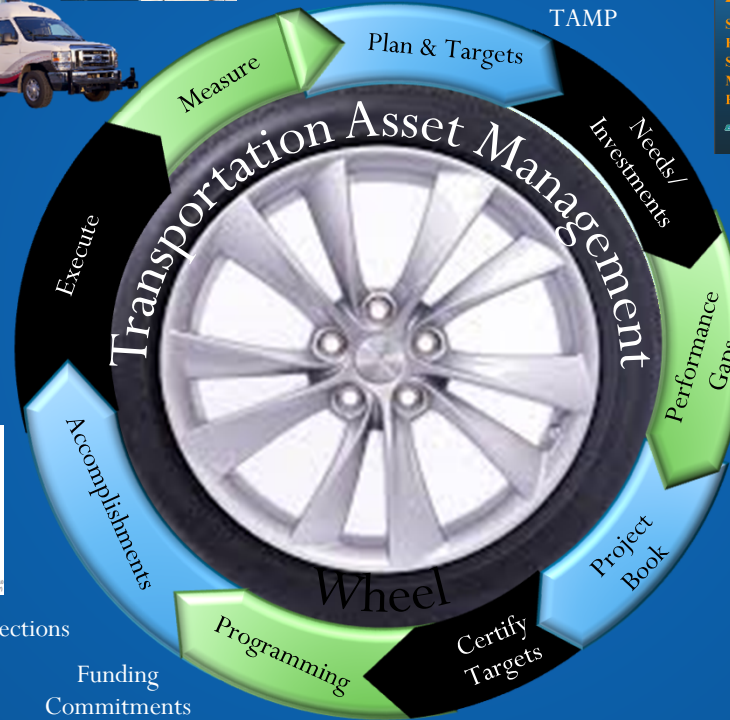 TAMP
Measure
Plan & Targets
Needs/
Investments
Transportation Asset Management
Execute
Performance
Gaps
Accomplishments
Project
Book
Wheel
Certify
Targets
Programming
Funding
Commitments